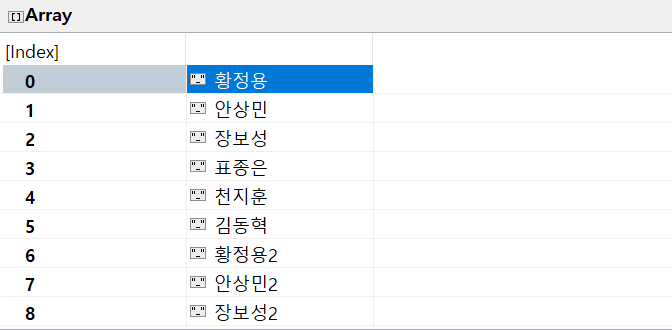 Array
[Index]
0 황정용
1 안상민
2 장보성
3 표종은
4 천지훈
5 김동혁
6 황정용2
7 안상민2
8 장보성2